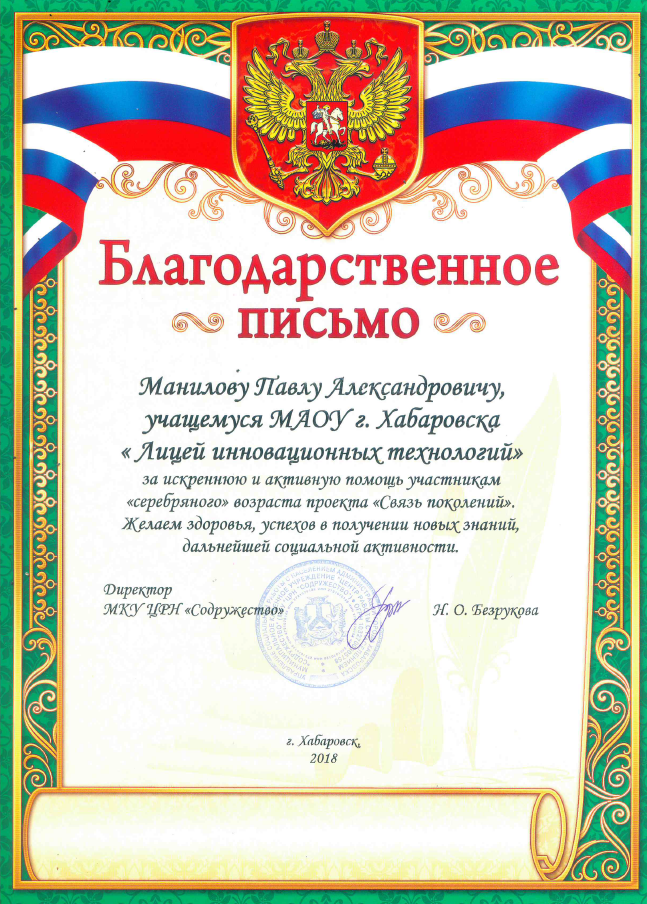 Благодарственное
письмо
Манилову Павлу Александровичу,
учащемуся МАОУ г. Хабаровска
« Лицей инновационных технологий»
за искреннюю и активную помощь участникам
«серебряного» возраста проекта «Связь поколений».
Желаем здоровья, успехов в получении новых знаний,
дальнейшей социальной активности.
Директор
МКУ ЦРН «Содружество»
Н. О. Безрукова
г. Хабаровск,
2018